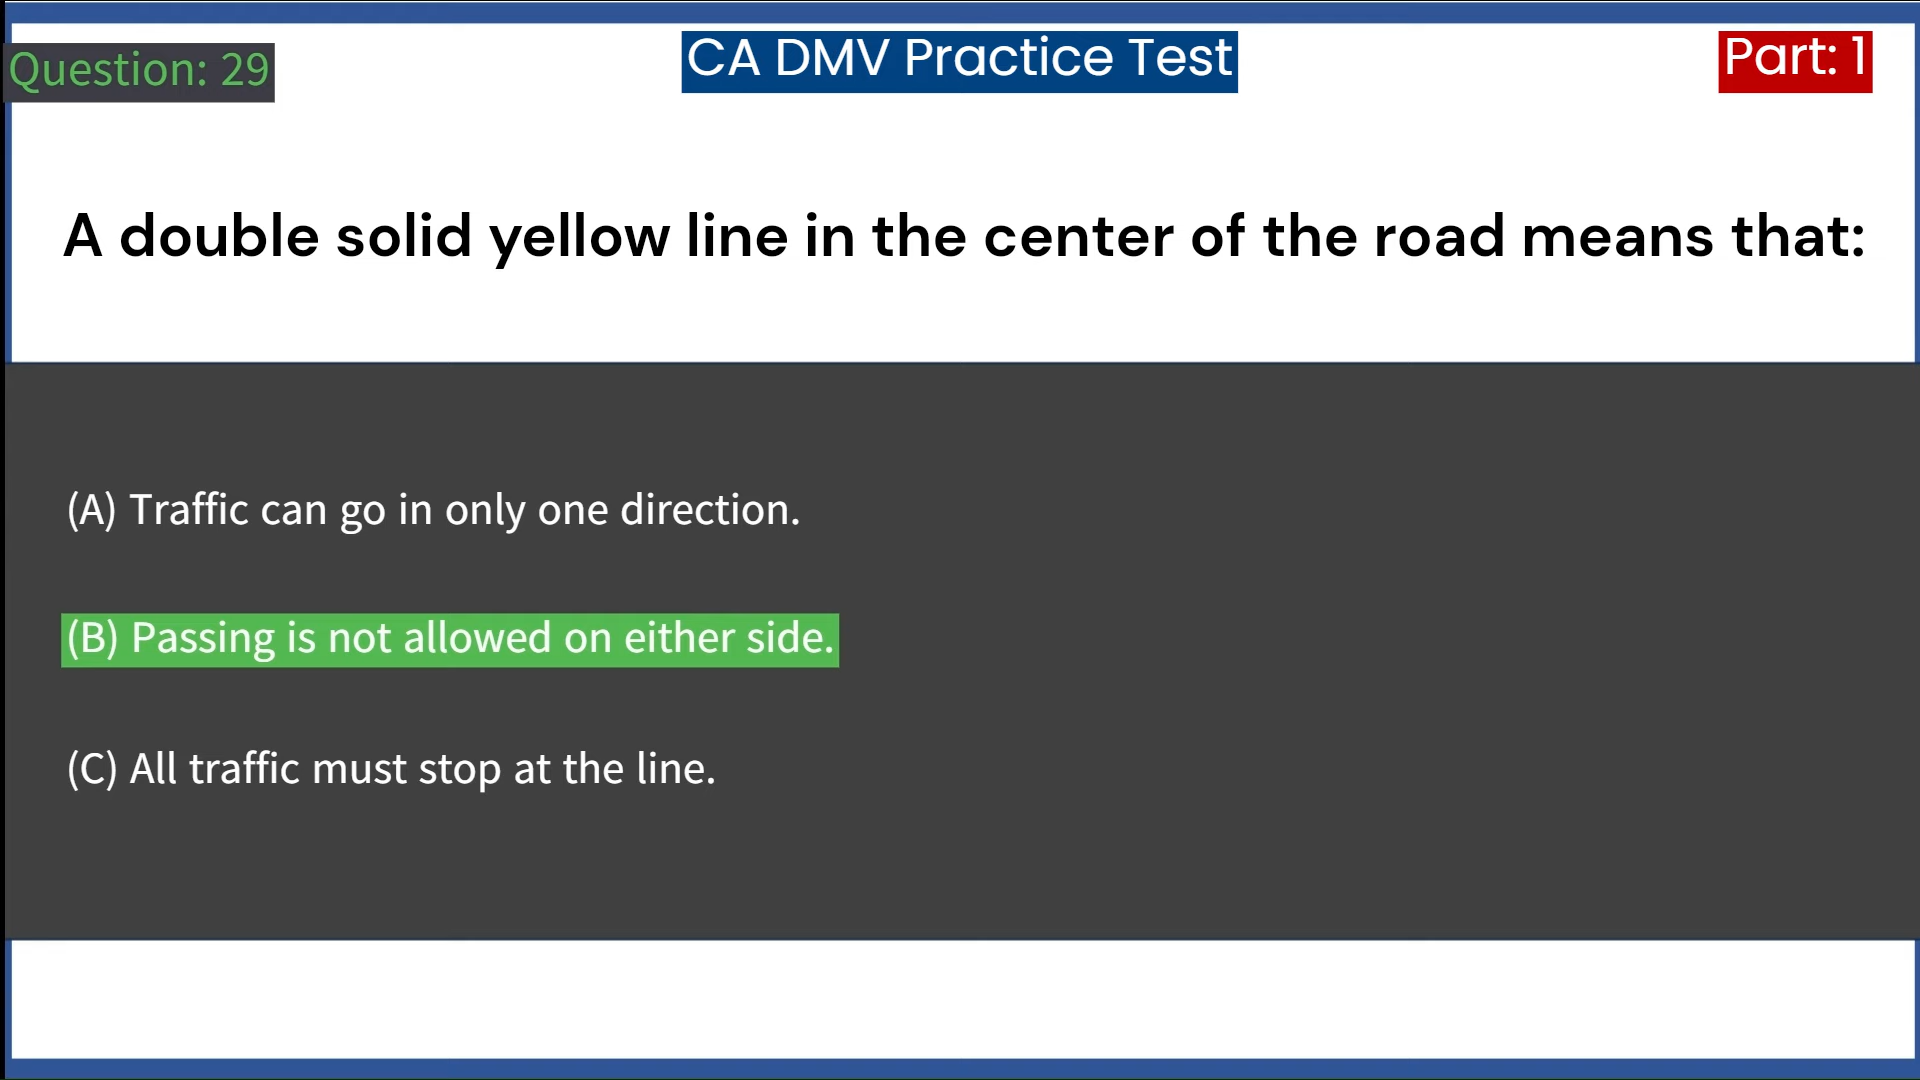 Question: 29
CA DMV Practice Test
Part: 1
A double solid yellow line in the center of the road means that:
(A) Traffic can go in only one direction.
(B) Passing is not allowed on either side.
(C) All traffic must stop at the line.